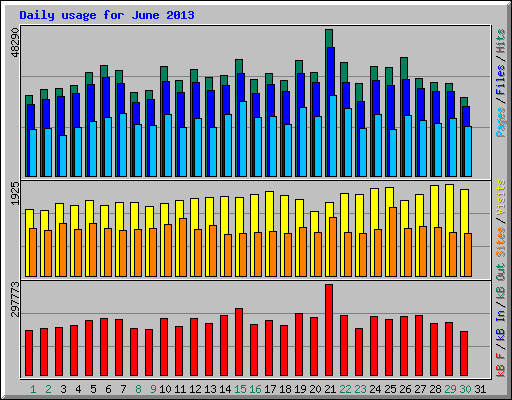 Daily usage for June 2013
48290
Pages / Files / Hits
1925
Sites / Visits
297773
kB F / kB In / kB Out
1 2 3 4 5 6 7 8 9 10 11 12 13 14 15 16 17 18 19 20 21 22 23 24 25 26 27 28 29 30 31